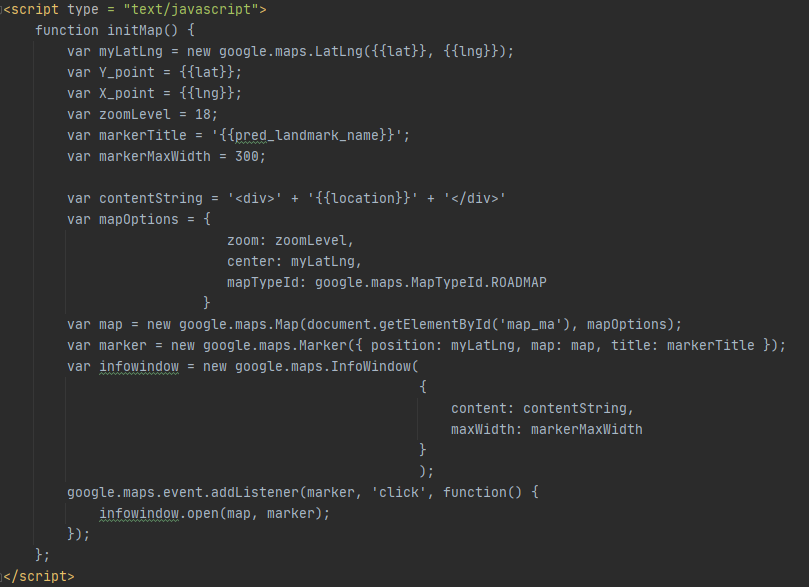 <script type = "text/javascript">
function initMap() {
var myLatLng = new google.maps.LatLng({{lat}}, {{lng}});
var Y_point = {{lat}};
var X_point = {{lng}};
var zoomLevel = 18;
var markerTitle = '{{pred_landmark_name}}';
var markerMaxWidth = 300;
var contentString = '<div>' + '{{location}}' + '</div>'
var mapOptions = {
zoom: zoomLevel,
center: myLatLng,
mapTypeId: google.maps.MapTypeId.ROADMAP
}
var map = new google.maps.Map(document.getElementById('map_ma'), mapOptions);
var marker = new google.maps.Marker({ position: myLatLng, map: map, title: markerTitle });
var infowindow = new google.maps.InfoWindow(
{
content: contentString,
maxWidth: markerMaxWidth
}
);
google.maps.event.addListener(marker, 'click', function() {
infowindow.open(map, marker);
});
};
</script>